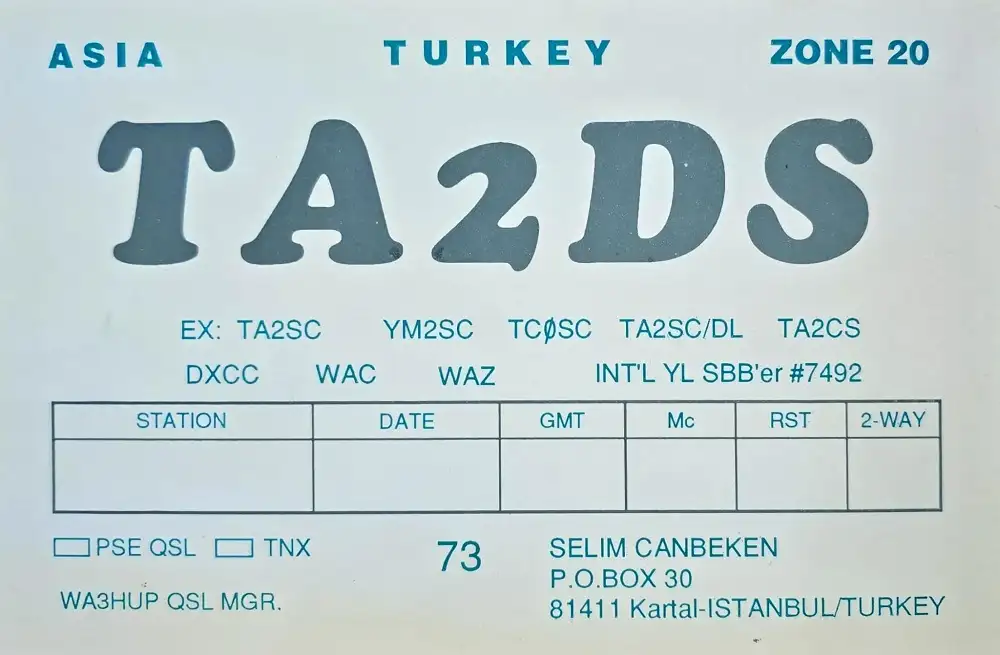 ASIA TURKEY ZONE 20
TA2DS
EX: TA2SC YM2SC TCØSC TA2SC/DL TA2CS
DXCC WAC WAZ INT'L YL SBB'er #7492
STATION DATE GMT Mc RST 2-WAY
PSE QSL TNX 73 SELIM CANBEKEN
P.O.BOX 30
WA3HUP QSL MGR. 81411 Kartal-ISTANBUL/TURKEY